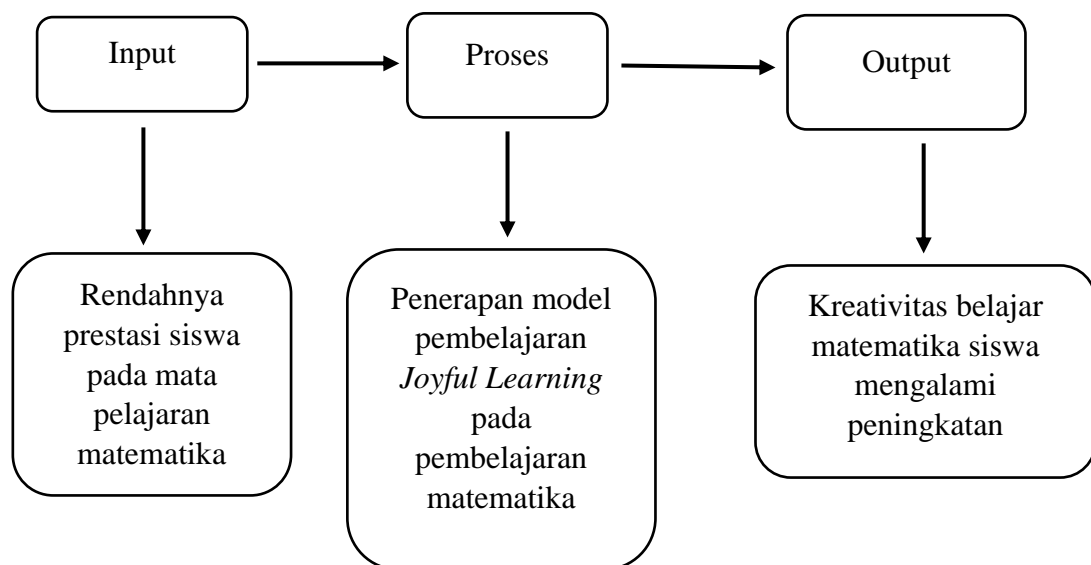 Input
Proses
Output
Rendahnya
prestasi siswa
pada mata
pelajaran
matematika
Penerapan model
pembelajaran
Joyful Learning
pada
pembelajaran
matematika
Kreativitas belajar
matematika siswa
mengalami
peningkatan